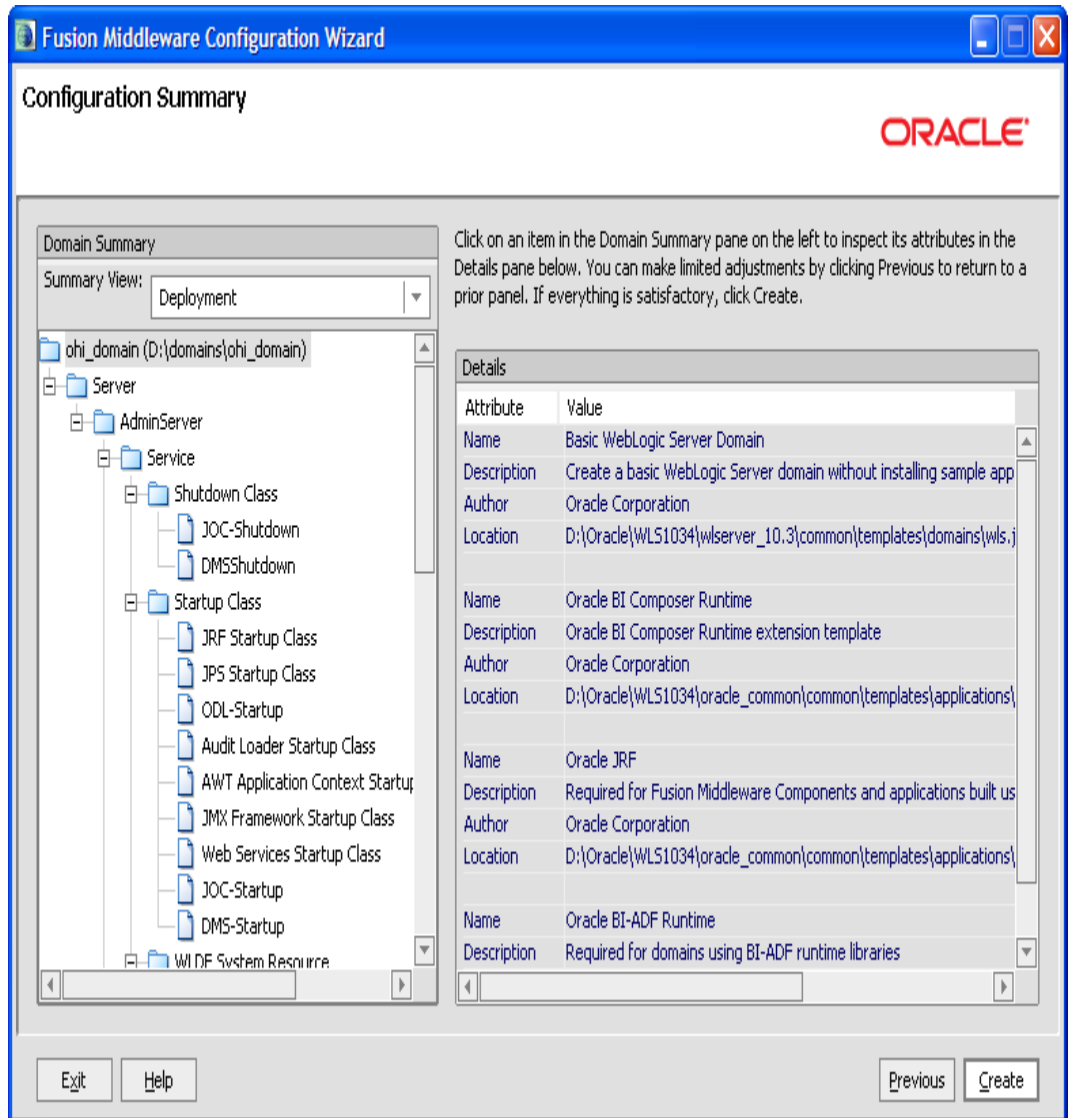 Fusion Middleware Configuration Wizard
Configuration Summary
ORACLE
Domain Summary
Summary View:
Deployment
ohi_domain (D:\domains\ohi_domain)
Server
AdminServer
Service
Shutdown Class
JOC-Shutdown
DMSShutdown
Startup Class
JRF Startup Class
JPS Startup Class
ODL-Startup
Audit Loader Startup Class
AWT Application Context Startup
JMX Framework Startup Class
Web Services Startup Class
JOC-Startup
DMS-Startup
WLDF System Resource
Click on an item in the Domain Summary pane on the left to inspect its attributes in the
Details pane below. You can make limited adjustments by clicking Previous to return to a
prior panel. If everything is satisfactory, click Create.
Details
Attribute Value
Name Basic WebLogic Server Domain
Description Create a basic WebLogic Server domain without installing sample app
Author Oracle Corporation
Location D:\Oracle\WLS1034\wlserver_10.3\common\templates\domains\wls.j
Name Oracle BI Composer Runtime
Description Oracle BI Composer Runtime extension template
Author Oracle Corporation
Location D:\Oracle\WLS1034\oracle_common\common\templates\applications\
Name Oracle JRF
Description Required for Fusion Middleware Components and applications built us
Author Oracle Corporation
Location D:\Oracle\WLS1034\oracle_common\common\templates\applications\
Name Oracle BI-ADF Runtime
Description Required for domains using BI-ADF runtime libraries
Exit Help Previous Create